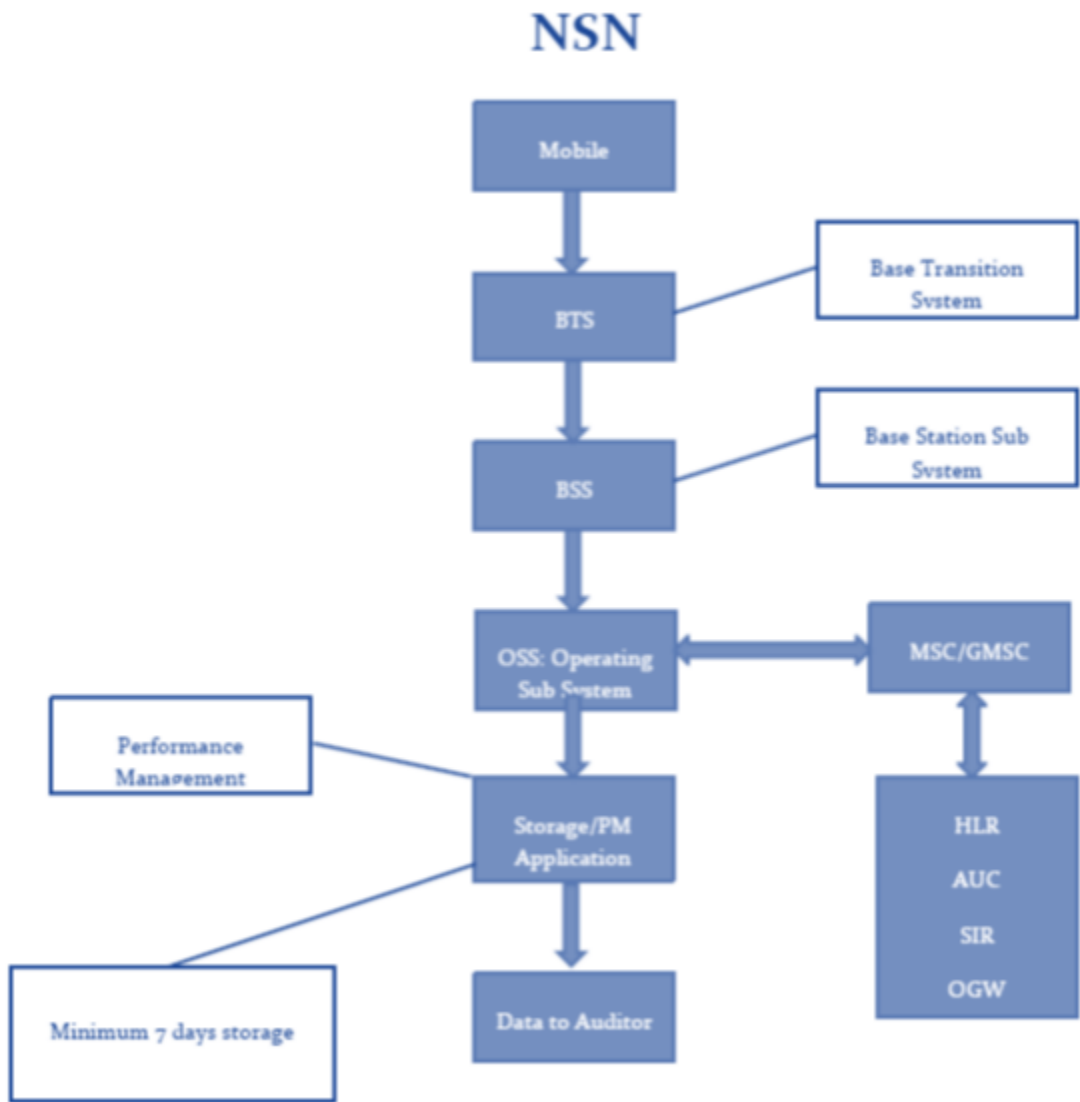 NSN
Mobile
BTS
Base Transition
System
BSS
Base Station Sub
System
OSS: Operating
Sub System
MSC/GMSC
Performance
Management
Storage/PM
Application
HLR
AUC
SIR
OGW
Minimum 7 days storage
Data to Auditor